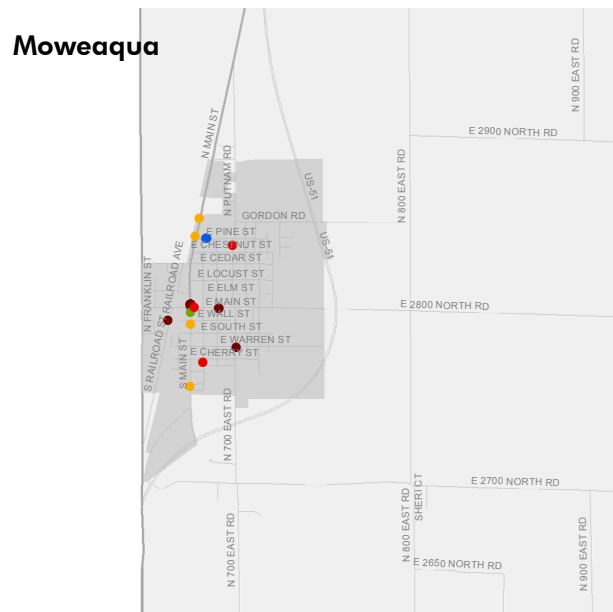 Moweaqua
N 900 EAST RD
E 2900 NORTH RD
N MAIN ST
N PUTNAM RD
N 800 EAST RD
US-51
GORDON RD
E PINE ST
E CHESTNUT ST
US-51
E CEDAR ST
E LOCUST ST
E ELM ST
E MAIN ST
E 2800 NORTH RD
E WALL ST
E SOUTH ST
E WARREN ST
E CHERRY ST
N FRANKLIN ST
S RAILROAD ST
RAILROAD AVE
S MAIN ST
N 700 EAST RD
E 2700 NORTH RD
SHERI CT
N 800 EAST RD
N 700 EAST RD
N 900 EAST RD
E 2650 NORTH RD